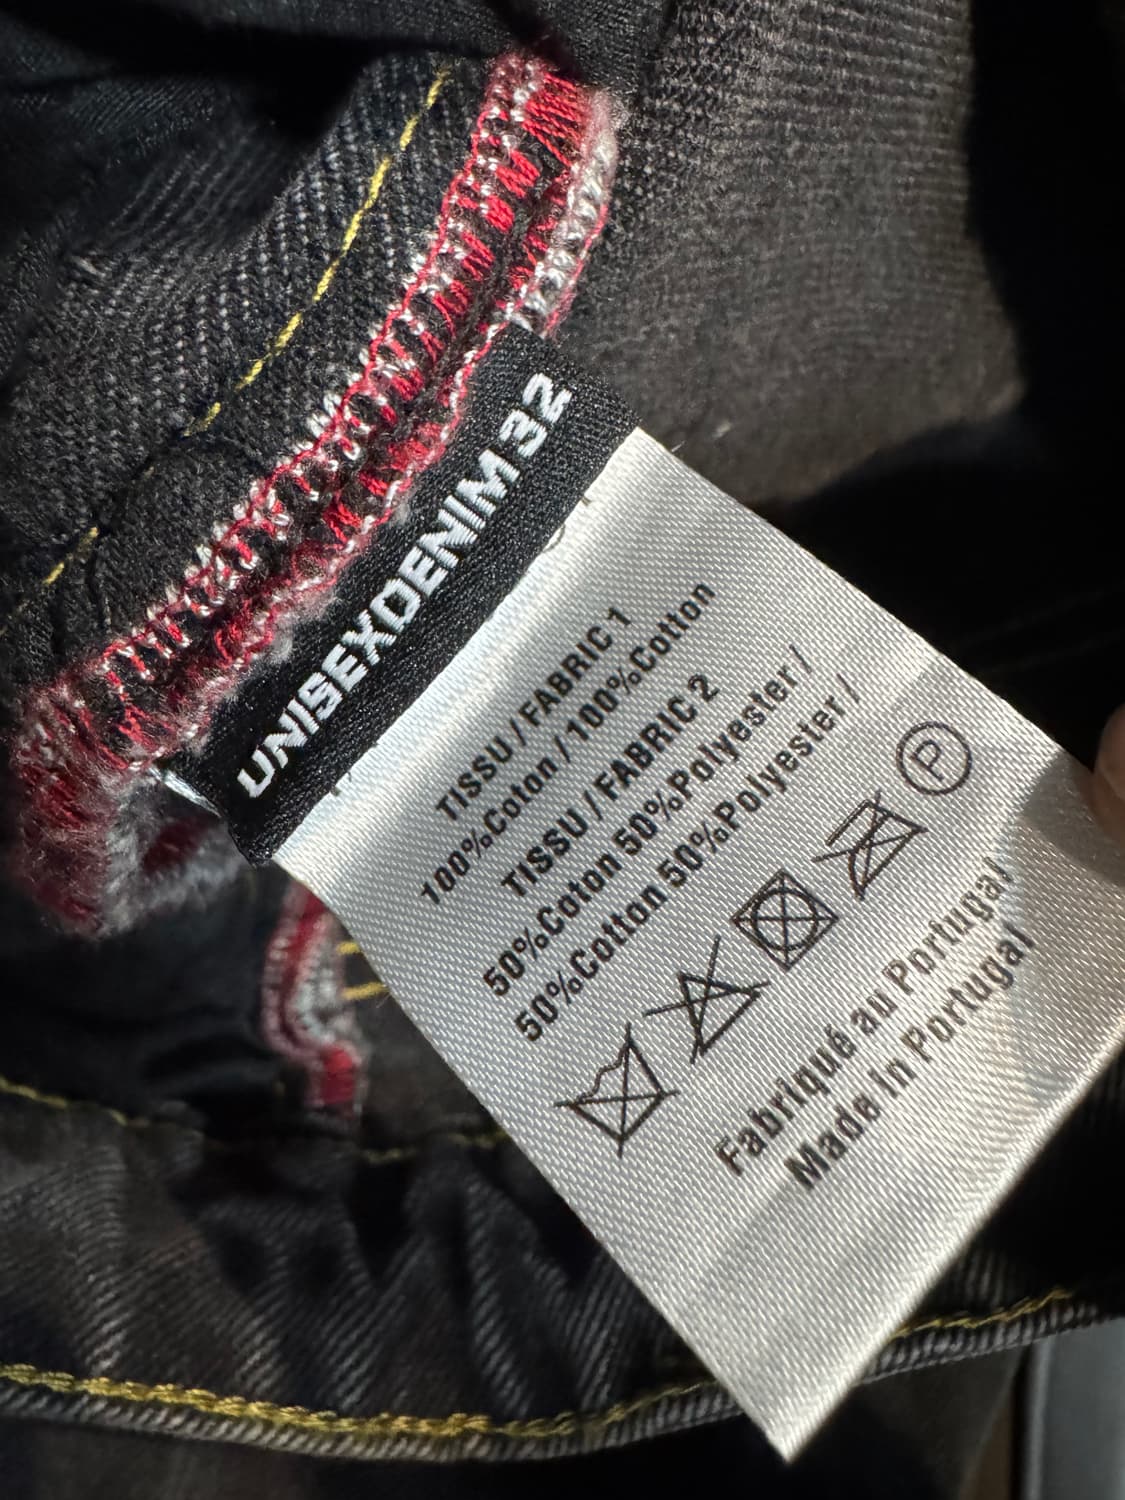 UNISEXDENIM 32
TISSU / FABRIC 1
100%Coton / 100%Cotton
TISSU / FABRIC 2
50%Coton 50%Polyester /
50%Cotton 50%Polyester /
P
Fabriqué au Portugal
Made in Portugal